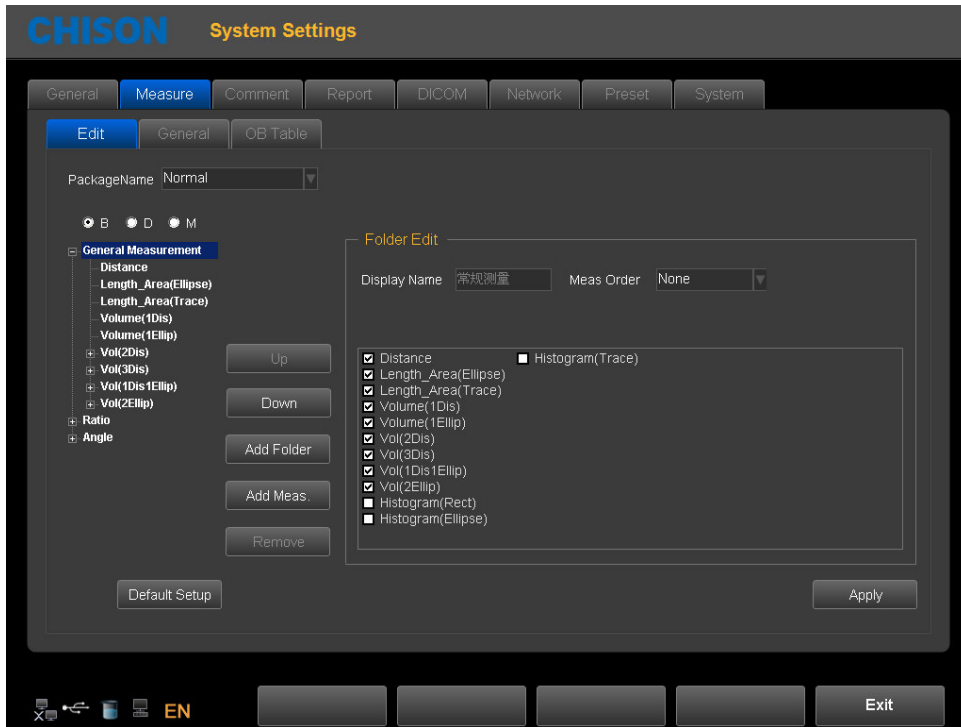 CHISON System Settings
General Measure Comment Report DICOM Network Preset System
Edit General OB Table
PackageName Normal
B D M
General Measurement
Distance
Length_Area(Ellipse)
Length_Area(Trace)
Volume(1Dis)
Volume(1Ellip)
Vol(2Dis)
Vol(3Dis)
Vol(1Dis1Ellip)
Vol(2Ellip)
Ratio
Angle
Up
Down
Add Folder
Add Meas.
Remove
Default Setup
Folder Edit
Display Name 常规测量 Meas Order None
Distance Histogram(Trace)
Length_Area(Ellipse)
Length_Area(Trace)
Volume(1Dis)
Volume(1Ellip)
Vol(2Dis)
Vol(3Dis)
Vol(1Dis1Ellip)
Vol(2Ellip)
Histogram(Rect)
Histogram(Ellipse)
Apply
EN Exit